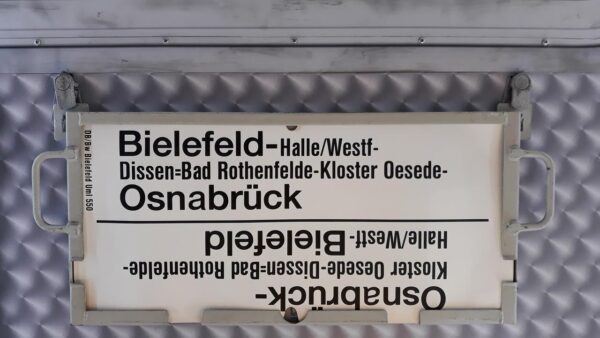 DB/Bw Bielefeld Uml 550
Bielefeld-Halle/Westf-
Dissen=Bad Rothenfelde-Kloster Oesede-
Osnabrück
Osnabrück-
Kloster Oesede-Dissen=Bad Rothenfelde-
Halle/Westf.-Bielefeld